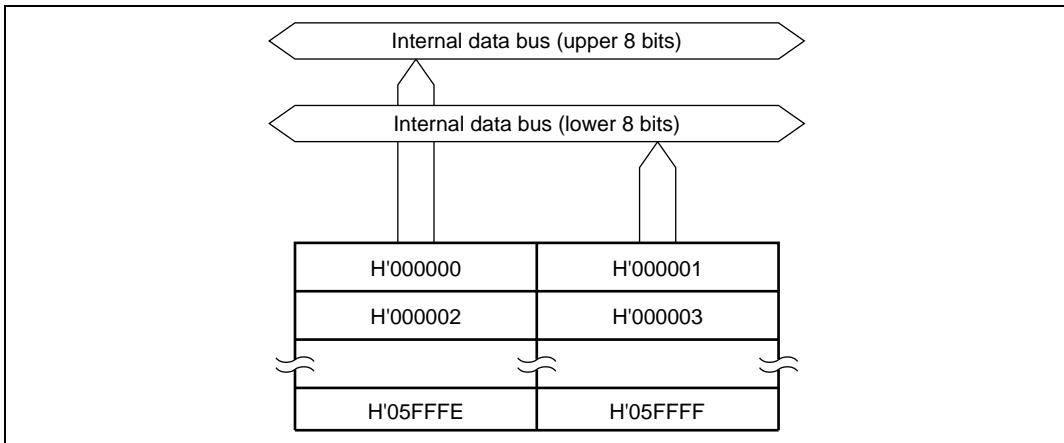 Internal data bus (upper 8 bits)
Internal data bus (lower 8 bits)
H'000000 H'000001
H'000002 H'000003
H'05FFFE H'05FFFF